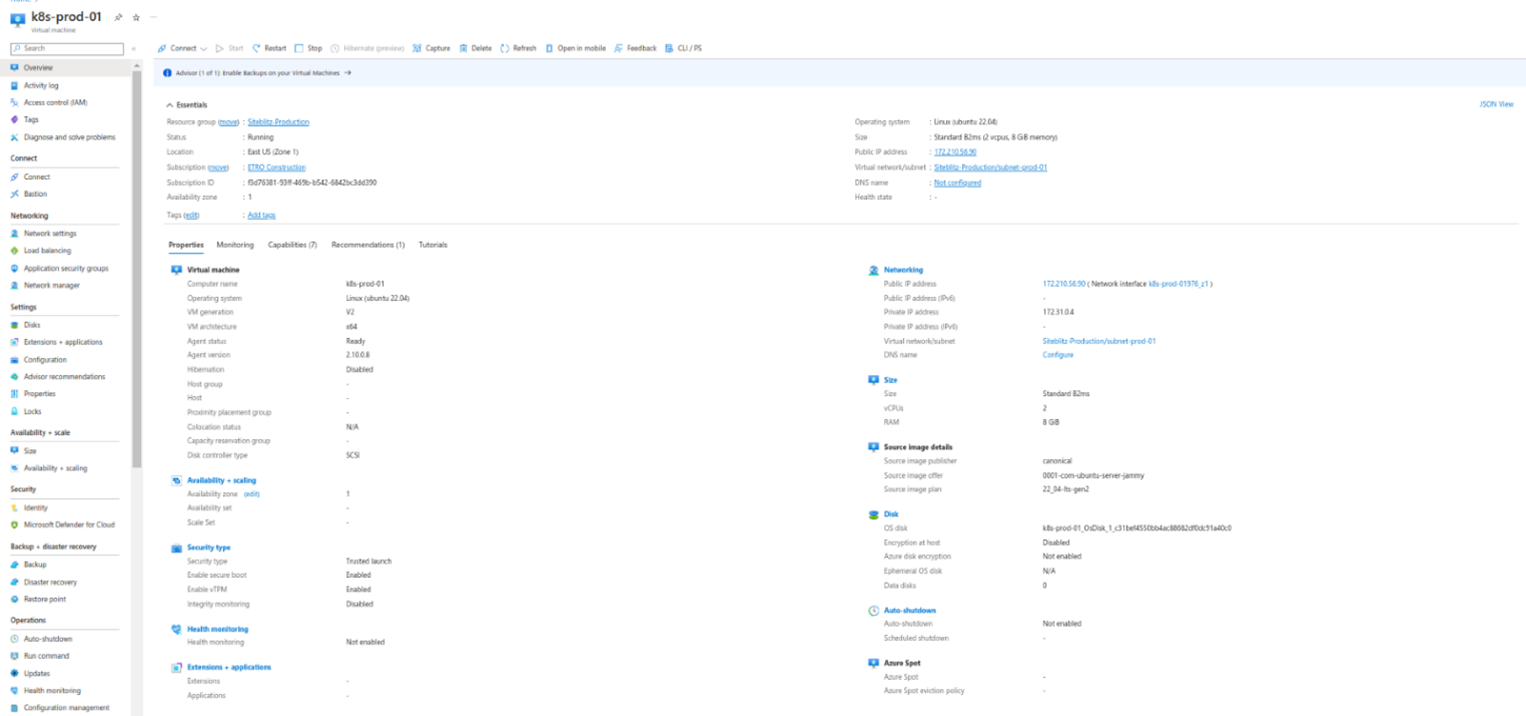 k8s-prod-01
Virtual machine
Search
Connect
Start
Restart
Stop
Hibernate (preview)
Capture
Delete
Refresh
Open in mobile
Feedback
CLI / PS
Overview
Activity log
Access control (IAM)
Tags
Diagnose and solve problems
Connect
Connect
Bastion
Networking
Network settings
Load balancing
Application security groups
Network manager
Settings
Disks
Extensions + applications
Configuration
Advisor recommendations
Properties
Locks
Availability + scale
Size
Availability + scaling
Security
Identity
Microsoft Defender for Cloud
Backup + disaster recovery
Backup
Disaster recovery
Restore point
Operations
Auto-shutdown
Run command
Updates
Health monitoring
Configuration management
Advisor (1 of 1): Enable Backups on your Virtual Machines →
Essentials
JSON View
Resource group (move) : Siteblitz-Production
Status : Running
Location : East US (Zone 1)
Subscription (move) : ETRO Construction
Subscription ID :
Availability zone : 1
Tags (edit) : Add tags
Operating system : Linux (ubuntu 22.04)
Size : Standard B2ms (2 vcpus, 8 GiB memory)
Public IP address : 172.210.56.90
Virtual network/subnet : Siteblitz-Production/subnet-prod-01
DNS name : Not configured
Health state : -
Properties Monitoring Capabilities (7) Recommendations (1) Tutorials
Virtual machine
Computer name k8s-prod-01
Operating system Linux (ubuntu 22.04)
VM generation V2
VM architecture x64
Agent status Ready
Agent version 2.10.0.8
Hibernation Disabled
Host group -
Host -
Proximity placement group -
Colocation status N/A
Capacity reservation group -
Disk controller type SCSI
Availability + scaling
Availability zone (edit) 1
Availability set -
Scale Set -
Security type
Security type Trusted launch
Enable secure boot Enabled
Enable vTPM Enabled
Integrity monitoring Disabled
Health monitoring
Health monitoring Not enabled
Extensions + applications
Extensions -
Applications -
Networking
Public IP address 172.210.56.90 ( Network interface k8s-prod-01976_z1 )
Public IP address (IPv6) -
Private IP address 172.31.0.4
Private IP address (IPv6) -
Virtual network/subnet Siteblitz-Production/subnet-prod-01
DNS name Configure
Size
Size Standard B2ms
vCPUs 2
RAM 8 GiB
Source image details
Source image publisher canonical
Source image offer 0001-com-ubuntu-server-jammy
Source image plan 22_04-lts-gen2
Disk
OS disk
Encryption at host Disabled
Azure disk encryption Not enabled
Ephemeral OS disk N/A
Data disks 0
Auto-shutdown
Auto-shutdown Not enabled
Scheduled shutdown -
Azure Spot
Azure Spot -
Azure Spot eviction policy -